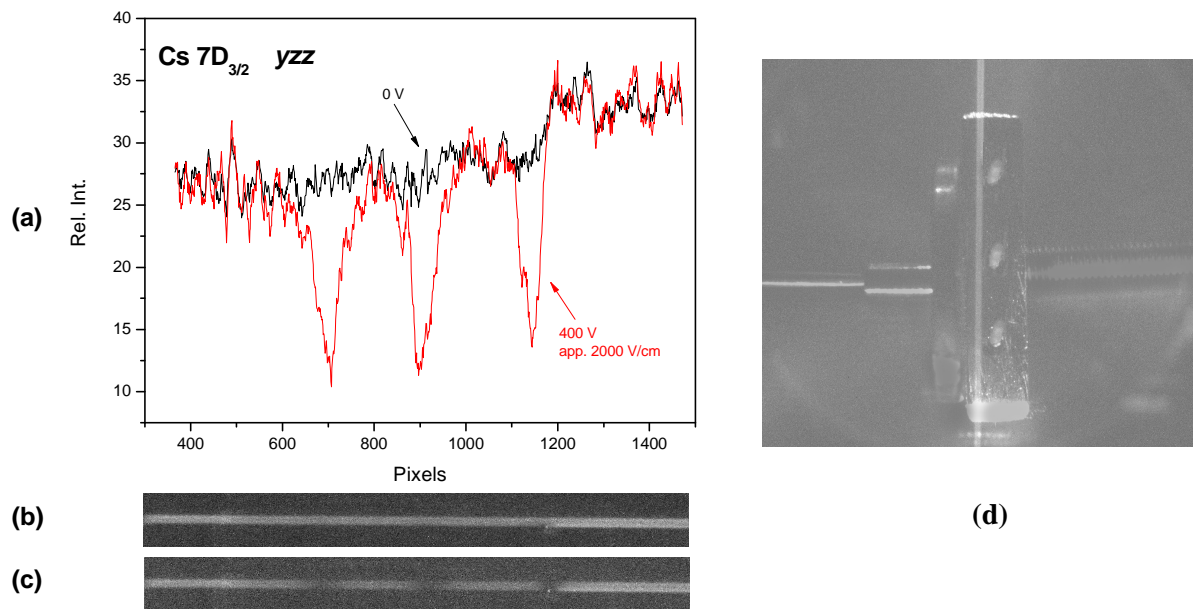 (a)
Cs 7D3/2 yzz
Rel. Int.
40
35
30
25
20
15
10
0 V
400 V
app. 2000 V/cm
400 600 800 1000 1200 1400
Pixels
(b)
(c)
(d)